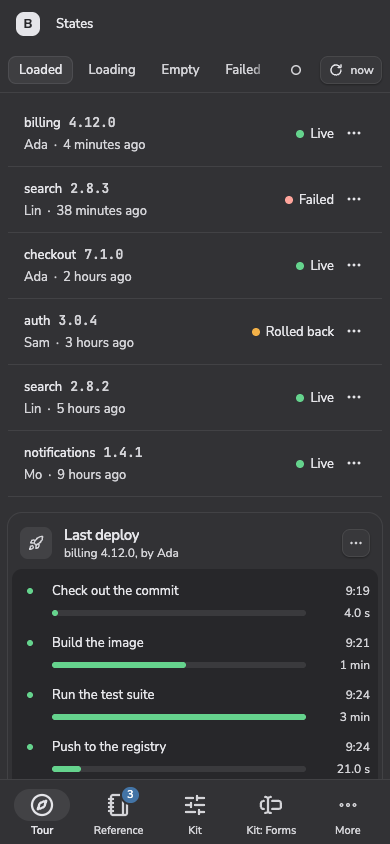 B States
Loaded Loading Empty Failed now
billing 4.12.0
Ada · 4 minutes ago
Live
search 2.8.3
Lin · 38 minutes ago
Failed
checkout 7.1.0
Ada · 2 hours ago
Live
auth 3.0.4
Sam · 3 hours ago
Rolled back
search 2.8.2
Lin · 5 hours ago
Live
notifications 1.4.1
Mo · 9 hours ago
Live
Last deploy
billing 4.12.0, by Ada
Check out the commit 9:19
4.0 s
Build the image 9:21
1 min
Run the test suite 9:24
3 min
Push to the registry 9:24
21.0 s
3
Tour Reference Kit Kit: Forms More